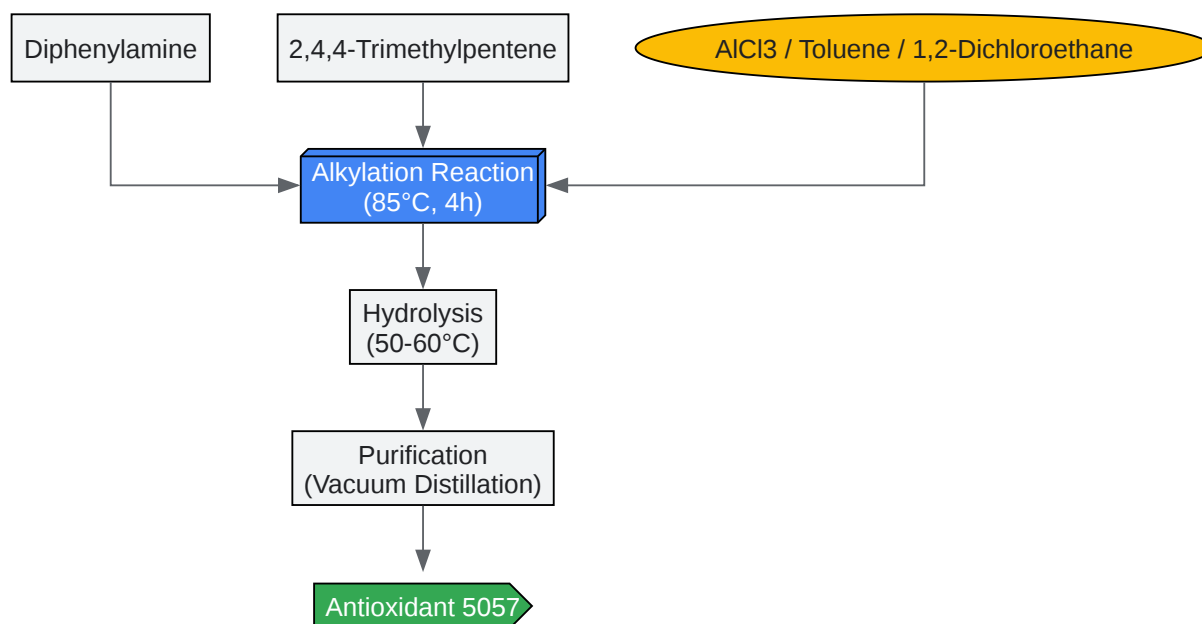 Diphenylamine
2,4,4-Trimethylpentene
AlCl3 / Toluene / 1,2-Dichloroethane
Alkylation Reaction
(85°C, 4h)
Hydrolysis
(50-60°C)
Purification
(Vacuum Distillation)
Antioxidant 5057